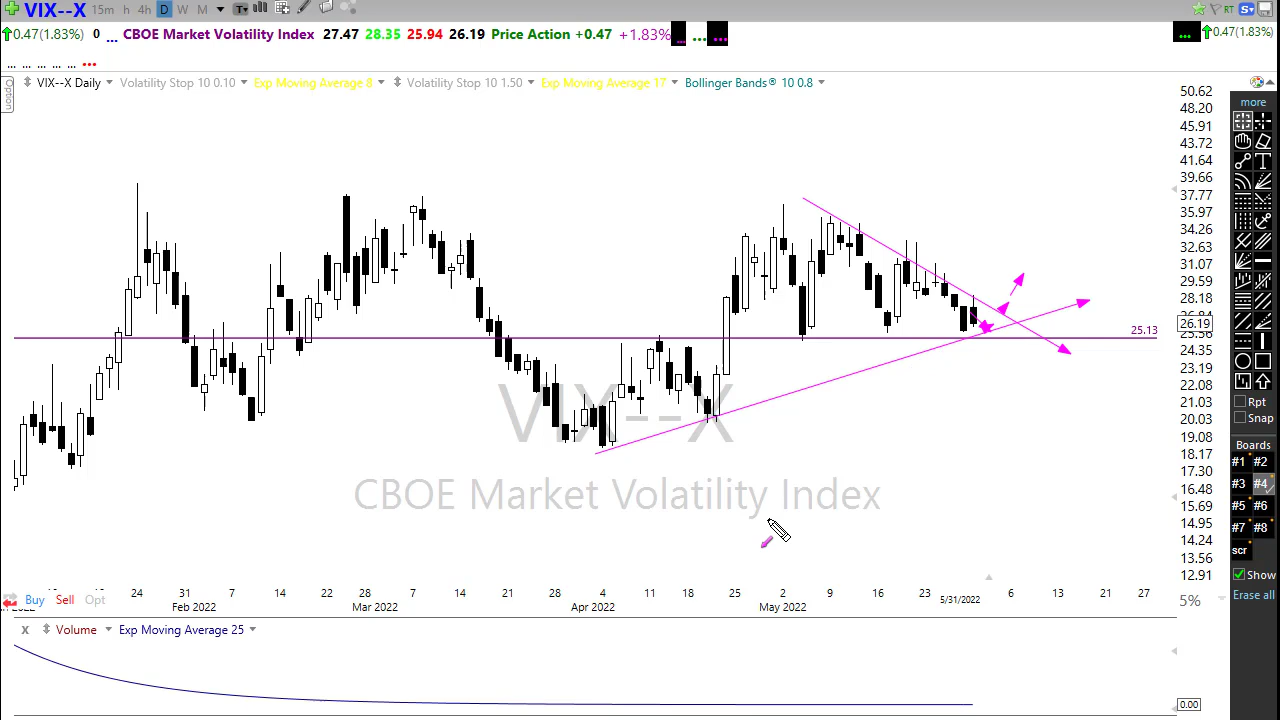 VIX--X 15m h 4h D W M T RT S
0.47(1.83%) 0 ... CBOE Market Volatility Index 27.47 28.35 25.94 26.19 Price Action +0.47 +1.83% ... ... ... ... 0.47(1.83%)
... ... ... ... ... ...
Option
VIX--X Daily Volatility Stop 10 0.10 Exp Moving Average 8 Volatility Stop 10 1.50 Exp Moving Average 17 Bollinger Bands® 10 0.8
50.62
48.20
45.91
43.72
41.64
39.66
37.77
35.97
34.26
32.63
31.07
29.59
28.18
26.19
25.13
24.35
23.19
22.08
21.03
20.03
19.08
18.17
17.30
16.48
15.69
14.95
14.24
13.56
12.91
VIX--X
CBOE Market Volatility Index
more
T
Rpt
Snap
Boards
#1 #2
#3 #4
#5 #6
#7 #8
scr
Show
Erase all
24 31 7 14 22 28 7 14 21 28 4 11 18 25 2 9 16 23 5/31/2022 6 13 21 27
2022 Feb 2022 Mar 2022 Apr 2022 May 2022
Buy Sell Opt
5%
x Volume Exp Moving Average 25
0.00